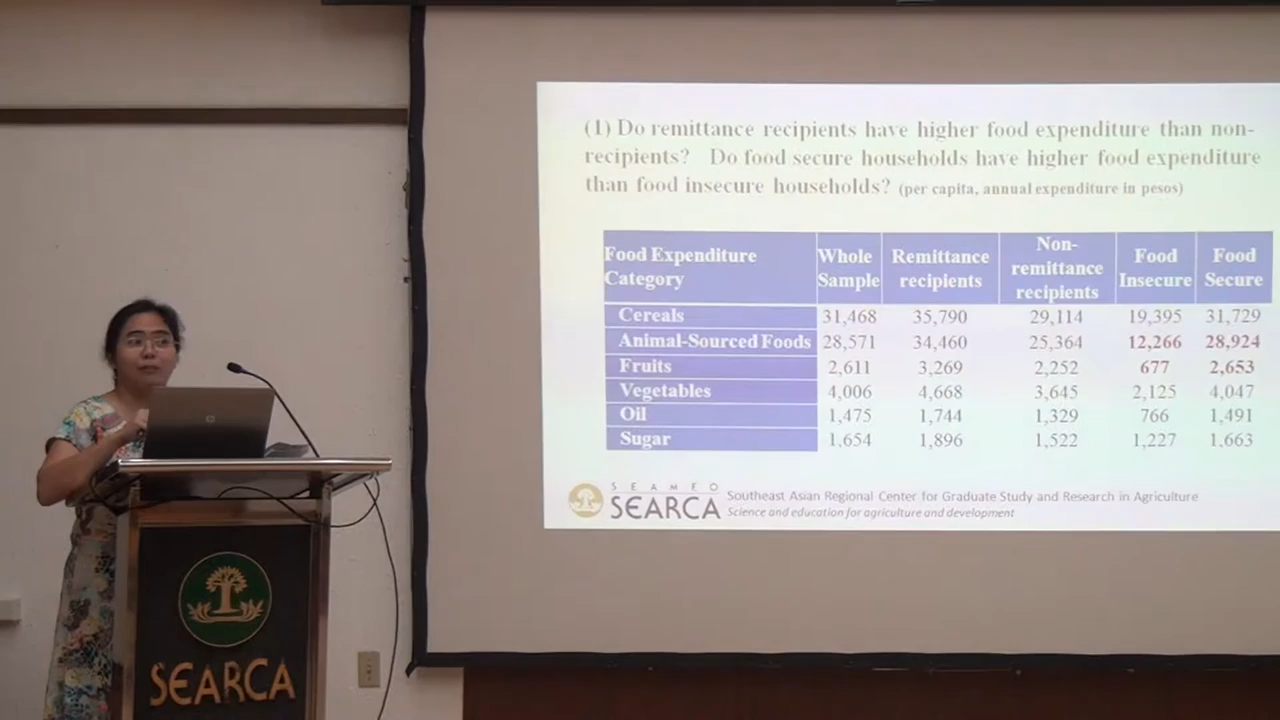 (1) Do remittance recipients have higher food expenditure than non-
recipients? Do food secure households have higher food expenditure
than food insecure households? (per capita, annual expenditure in pesos)
Food Expenditure Category Whole Sample Remittance recipients Non-remittance recipients Food Insecure Food Secure
Cereals 31,468 35,790 29,114 19,395 31,729
Animal-Sourced Foods 28,571 34,460 25,364 12,266 28,924
Fruits 2,611 3,269 2,252 677 2,653
Vegetables 4,006 4,668 3,645 2,125 4,047
Oil 1,475 1,744 1,329 766 1,491
Sugar 1,654 1,896 1,522 1,227 1,663
SEAMEO
SEARCA Southeast Asian Regional Center for Graduate Study and Research in Agriculture
Science and education for agriculture and development
SEARCA